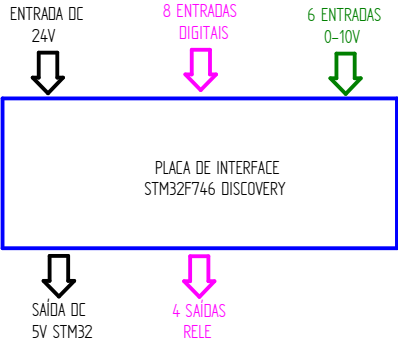 ENTRADA DC
24V
8 ENTRADAS
DIGITAIS
6 ENTRADAS
0-10V
PLACA DE INTERFACE
STM32F746 DISCOVERY
SAÍDA DC
5V STM32
4 SAÍDAS
RELE